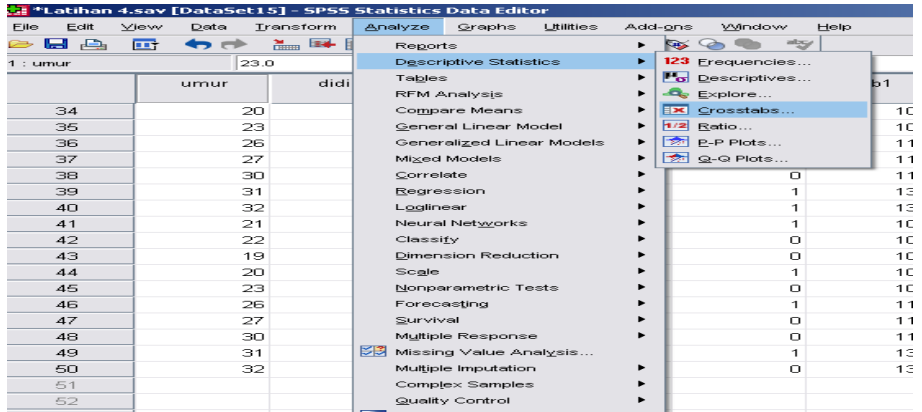 *Latihan 4.sav [DataSet15] - SPSS Statistics Data Editor
File Edit View Data Transform Analyze Graphs Utilities Add-ons Window Help
1 : umur 23.0
umur didi b1
Reports
Descriptive Statistics
Tables
RFM Analysis
Compare Means
General Linear Model
Generalized Linear Models
Mixed Models
Correlate
Regression
Loglinear
Neural Networks
Classify
Dimension Reduction
Scale
Nonparametric Tests
Forecasting
Survival
Multiple Response
Missing Value Analysis...
Multiple Imputation
Complex Samples
Quality Control
123 Frequencies...
Descriptives...
Explore...
Crosstabs...
1/2 Ratio...
P-P Plots...
Q-Q Plots...
34 20 10
35 23 10
36 26 11
37 27 11
38 30 0 11
39 31 1 13
40 32 1 13
41 21 1 10
42 22 0 10
43 19 0 10
44 20 1 10
45 23 0 10
46 26 1 11
47 27 0 11
48 30 0 11
49 31 1 13
50 32 0 13
51
52